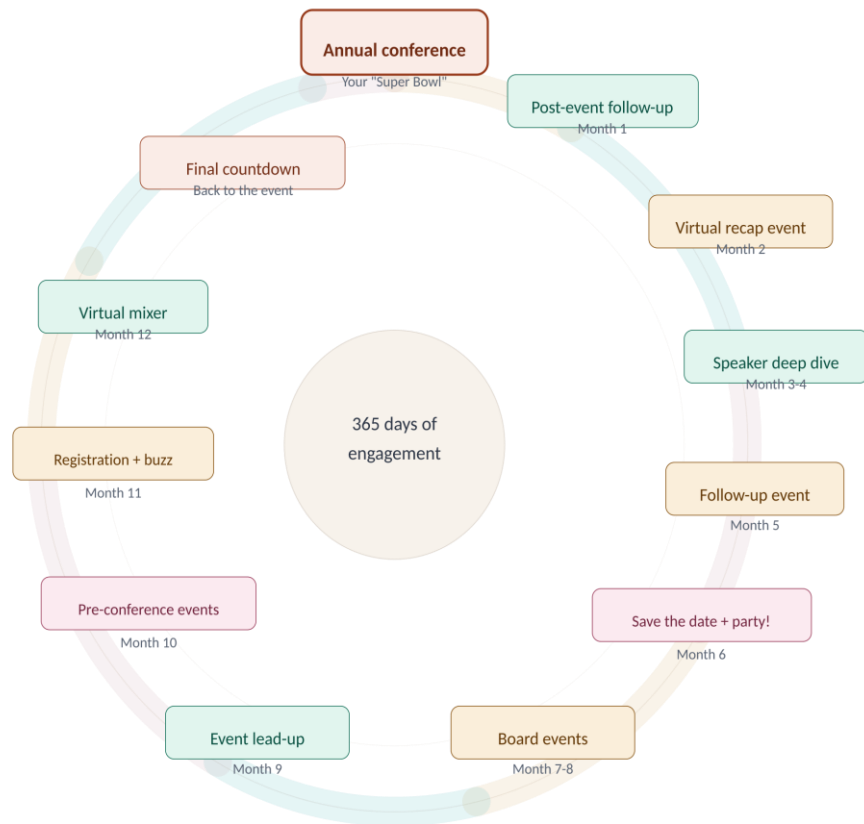 Annual conference
Your "Super Bowl"
Post-event follow-up
Month 1
Virtual recap event
Month 2
Speaker deep dive
Month 3-4
Follow-up event
Month 5
Save the date + party!
Month 6
Board events
Month 7-8
Event lead-up
Month 9
Pre-conference events
Month 10
Registration + buzz
Month 11
Virtual mixer
Month 12
Final countdown
Back to the event
365 days of
engagement